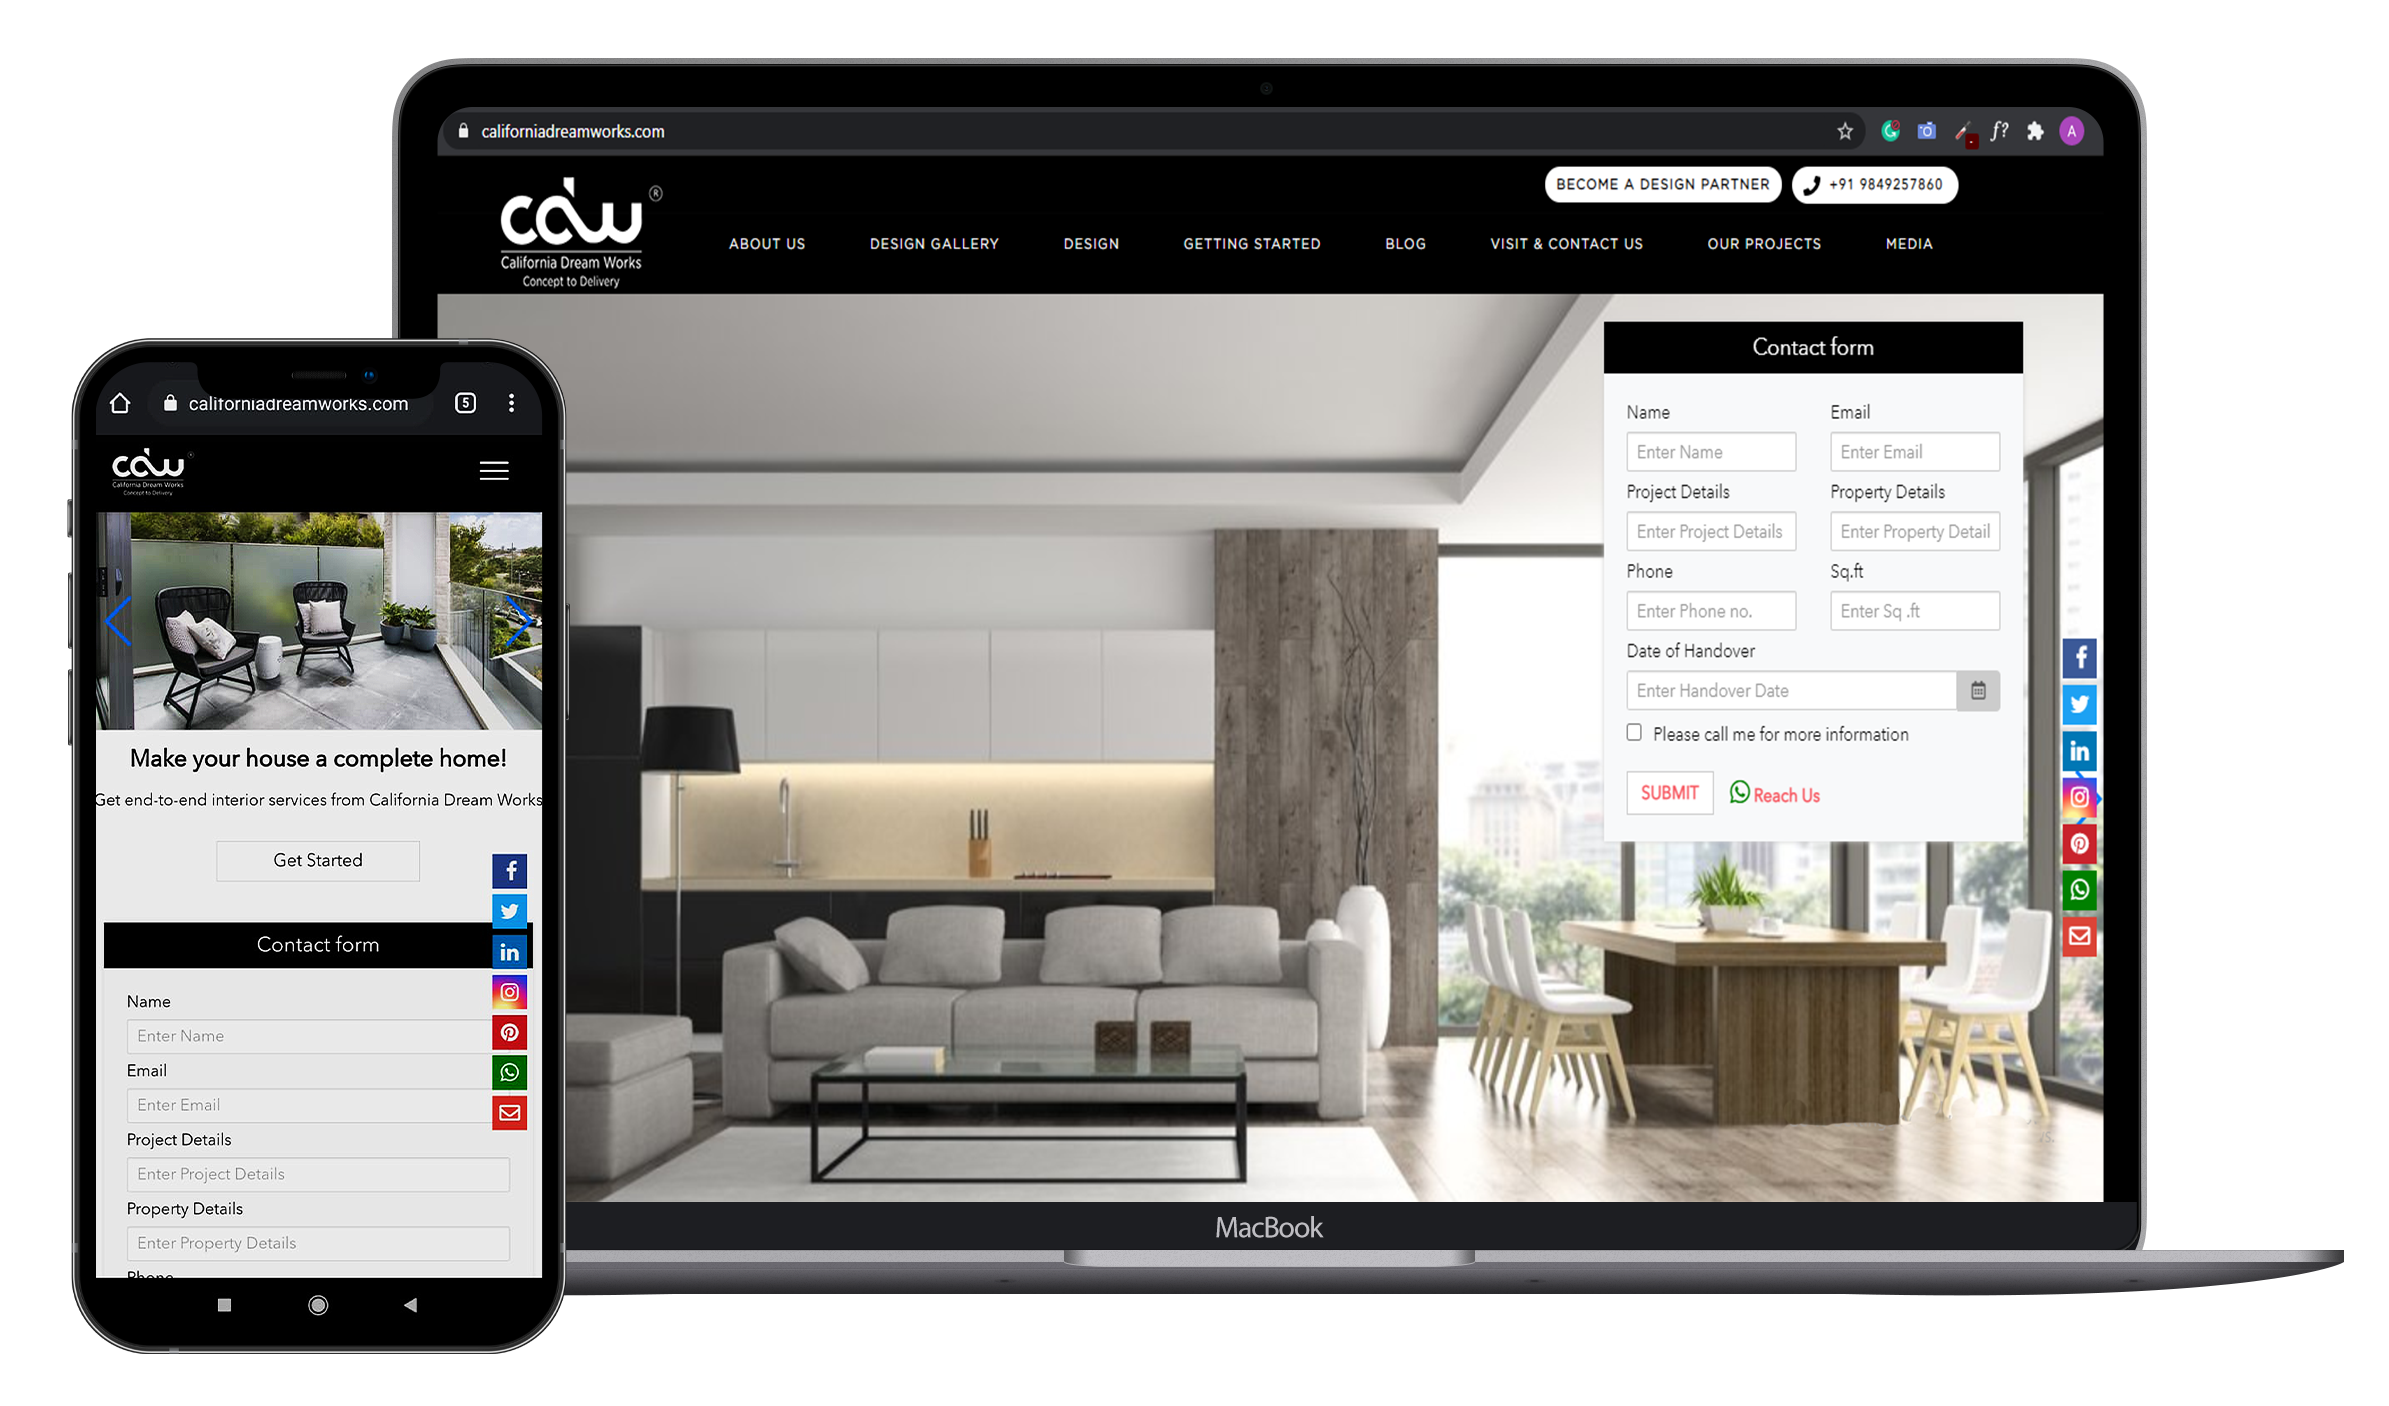 californiadreamworks.com
A
BECOME A DESIGN PARTNER
+91 9849257860
cdw ®
California Dream Works
Concept to Delivery
ABOUT US
DESIGN GALLERY
DESIGN
GETTING STARTED
BLOG
VISIT & CONTACT US
OUR PROJECTS
MEDIA
Contact form
Name Email
Enter Name Enter Email
Project Details Property Details
Enter Project Details Enter Property Detail
Phone Sq.ft
Enter Phone no. Enter Sq .ft
Date of Handover
Enter Handover Date
Please call me for more information
SUBMIT Reach Us
MacBook
californiadreamworks.com 5
cdw
California Dream Works
Concept to Delivery
Make your house a complete home!
Get end-to-end interior services from California Dream Works
Get Started
Contact form
Name
Enter Name
Email
Enter Email
Project Details
Enter Project Details
Property Details
Enter Property Details
Phone